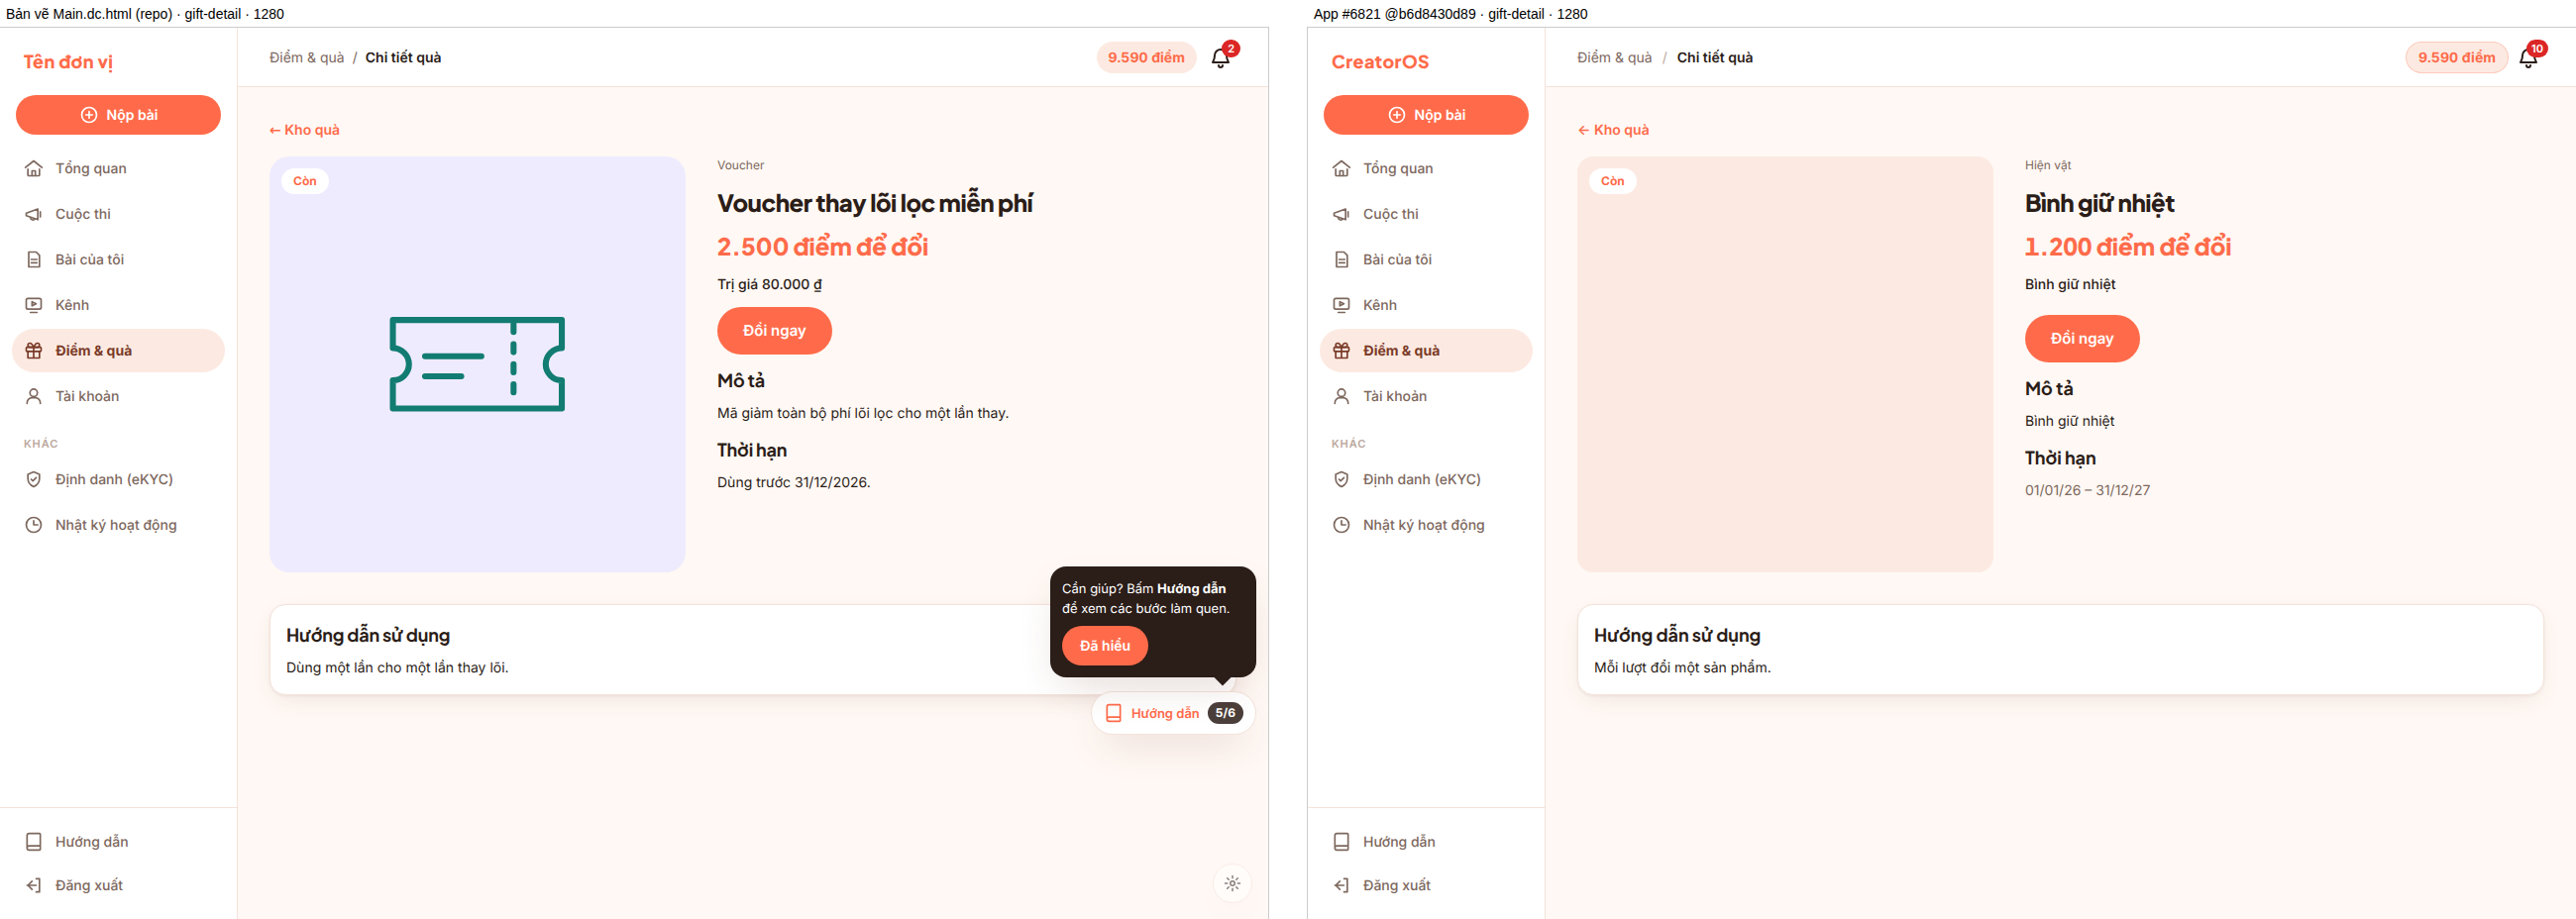 Bản vẽ Main.dc.html (repo) · gift-detail · 1280
Tên đơn vị
Nộp bài
Tổng quan
Cuộc thi
Bài của tôi
Kênh
Điểm & quà
Tài khoản
KHÁC
Định danh (eKYC)
Nhật ký hoạt động
Hướng dẫn
Đăng xuất
Điểm & quà / Chi tiết quà
9.590 điểm
2
← Kho quà
Còn
Voucher
Voucher thay lõi lọc miễn phí
2.500 điểm để đổi
Trị giá 80.000 ₫
Đổi ngay
Mô tả
Mã giảm toàn bộ phí lõi lọc cho một lần thay.
Thời hạn
Dùng trước 31/12/2026.
Hướng dẫn sử dụng
Dùng một lần cho một lần thay lõi.
Cần giúp? Bấm Hướng dẫn
để xem các bước làm quen.
Đã hiểu
Hướng dẫn 5/6
App #6821 @b6d8430d89 · gift-detail · 1280
CreatorOS
Nộp bài
Tổng quan
Cuộc thi
Bài của tôi
Kênh
Điểm & quà
Tài khoản
KHÁC
Định danh (eKYC)
Nhật ký hoạt động
Hướng dẫn
Đăng xuất
Điểm & quà / Chi tiết quà
9.590 điểm
10
← Kho quà
Còn
Hiện vật
Bình giữ nhiệt
1.200 điểm để đổi
Bình giữ nhiệt
Đổi ngay
Mô tả
Bình giữ nhiệt
Thời hạn
01/01/26 – 31/12/27
Hướng dẫn sử dụng
Mỗi lượt đổi một sản phẩm.